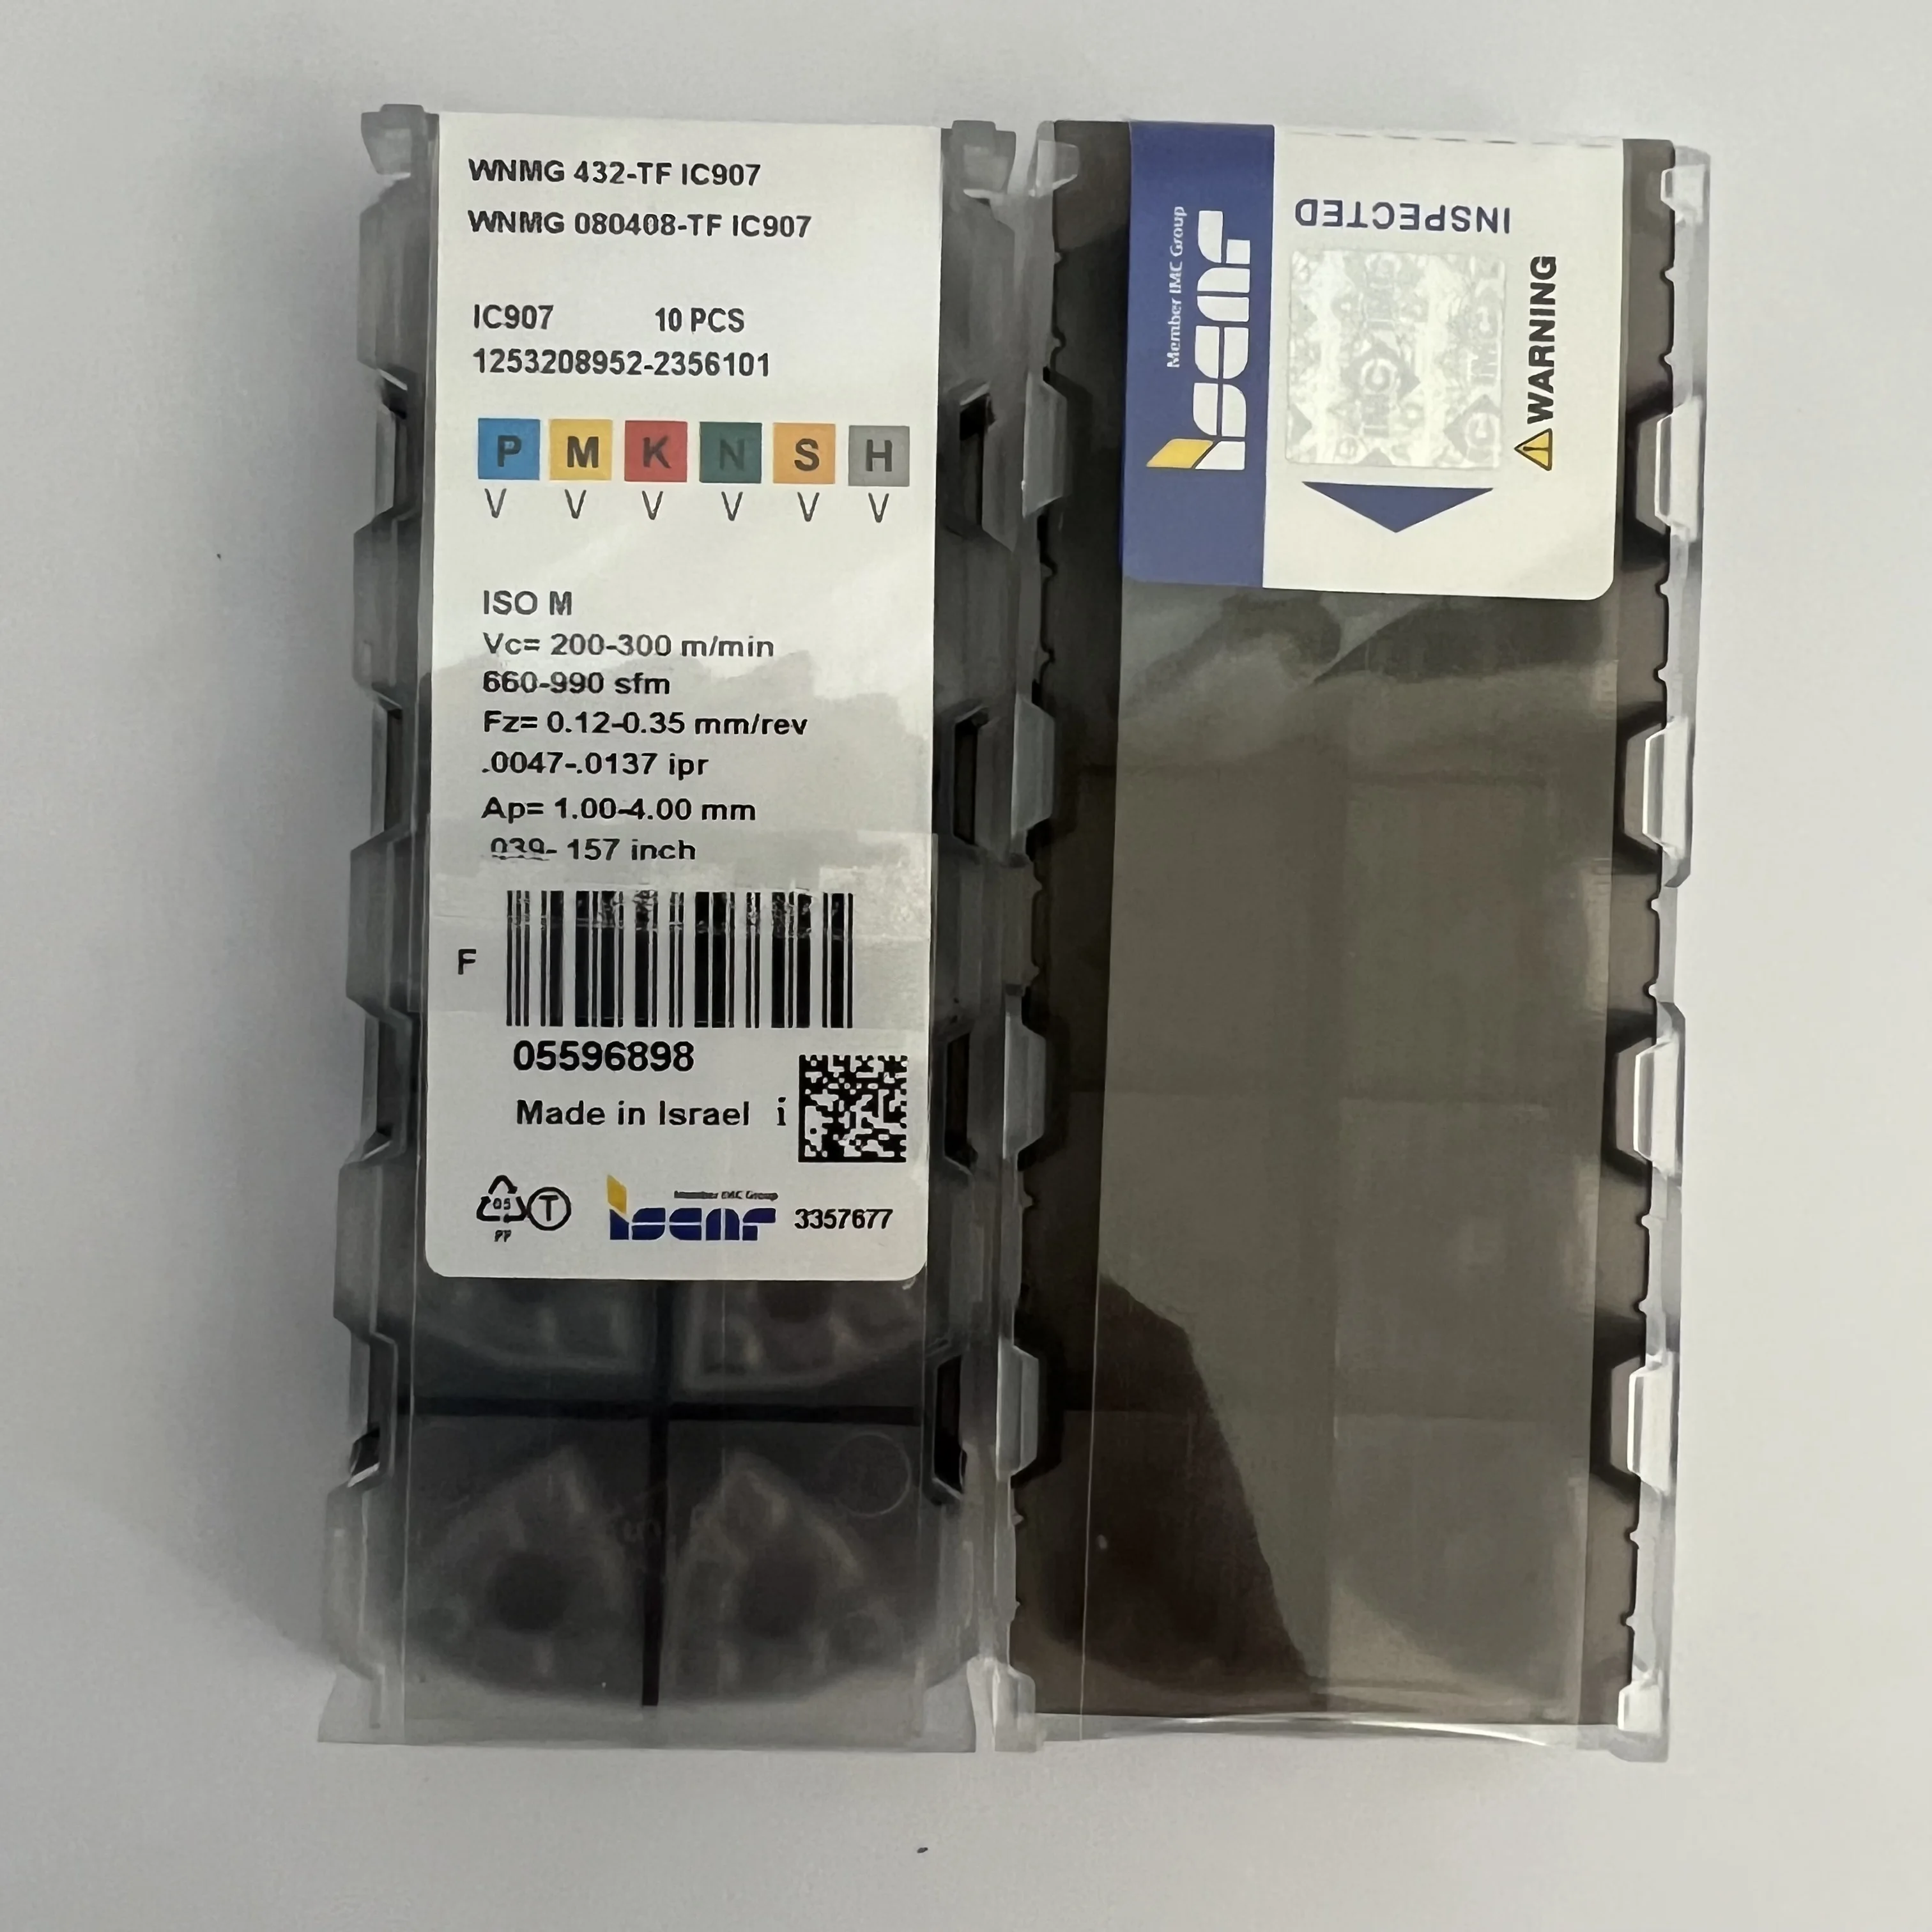 WNMG 432-TF IC907
WNMG 080408-TF IC907
IC907 10 PCS
1253208952-2356101
P M K N S H
V V V V V V
ISO M
Vc= 200-300 m/min
660-990 sfm
Fz= 0.12-0.35 mm/rev
.0047-.0137 ipr
Ap= 1.00-4.00 mm
.039- 157 inch
F
05596898
Made in Israel i
05
PP
T
Member IMC Group
iscar 3357677
Member IMC Group
iscar
INSPECTED
IMC
IMC
IMC
WARNING